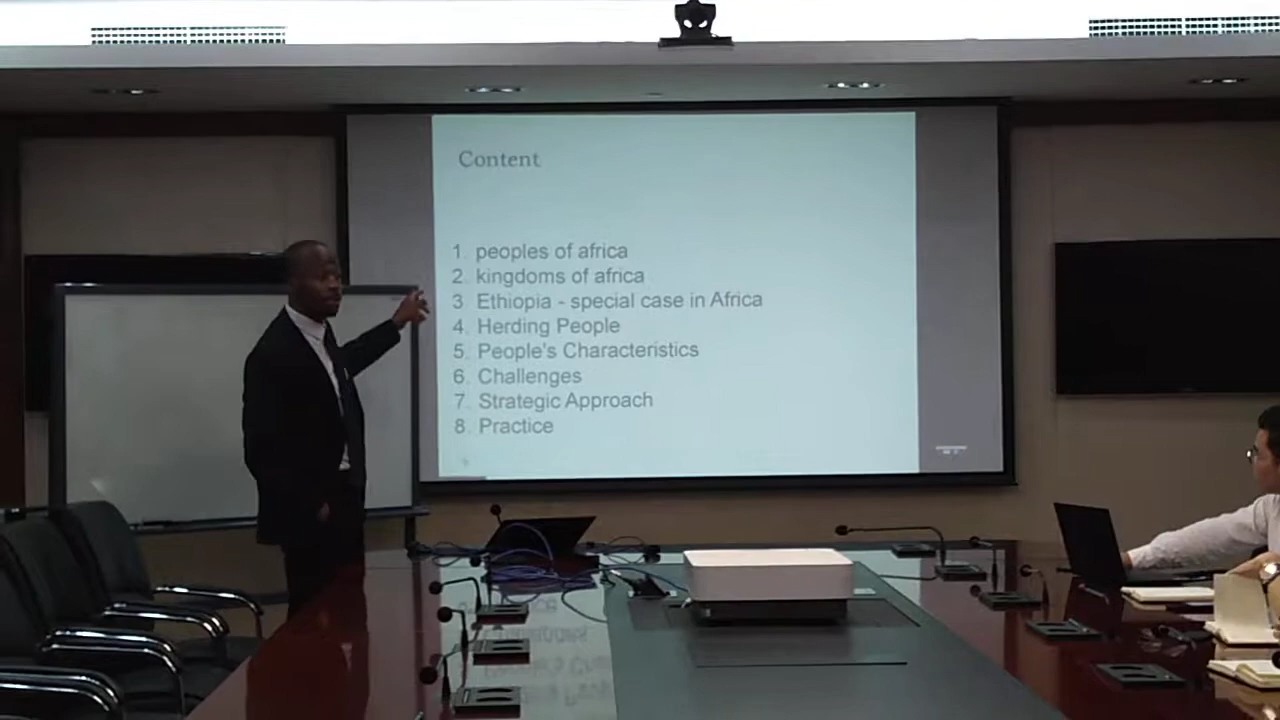 Content
1. peoples of africa
2. kingdoms of africa
3. Ethiopia - special case in Africa
4. Herding People
5. People's Characteristics
6. Challenges
7. Strategic Approach
8. Practice